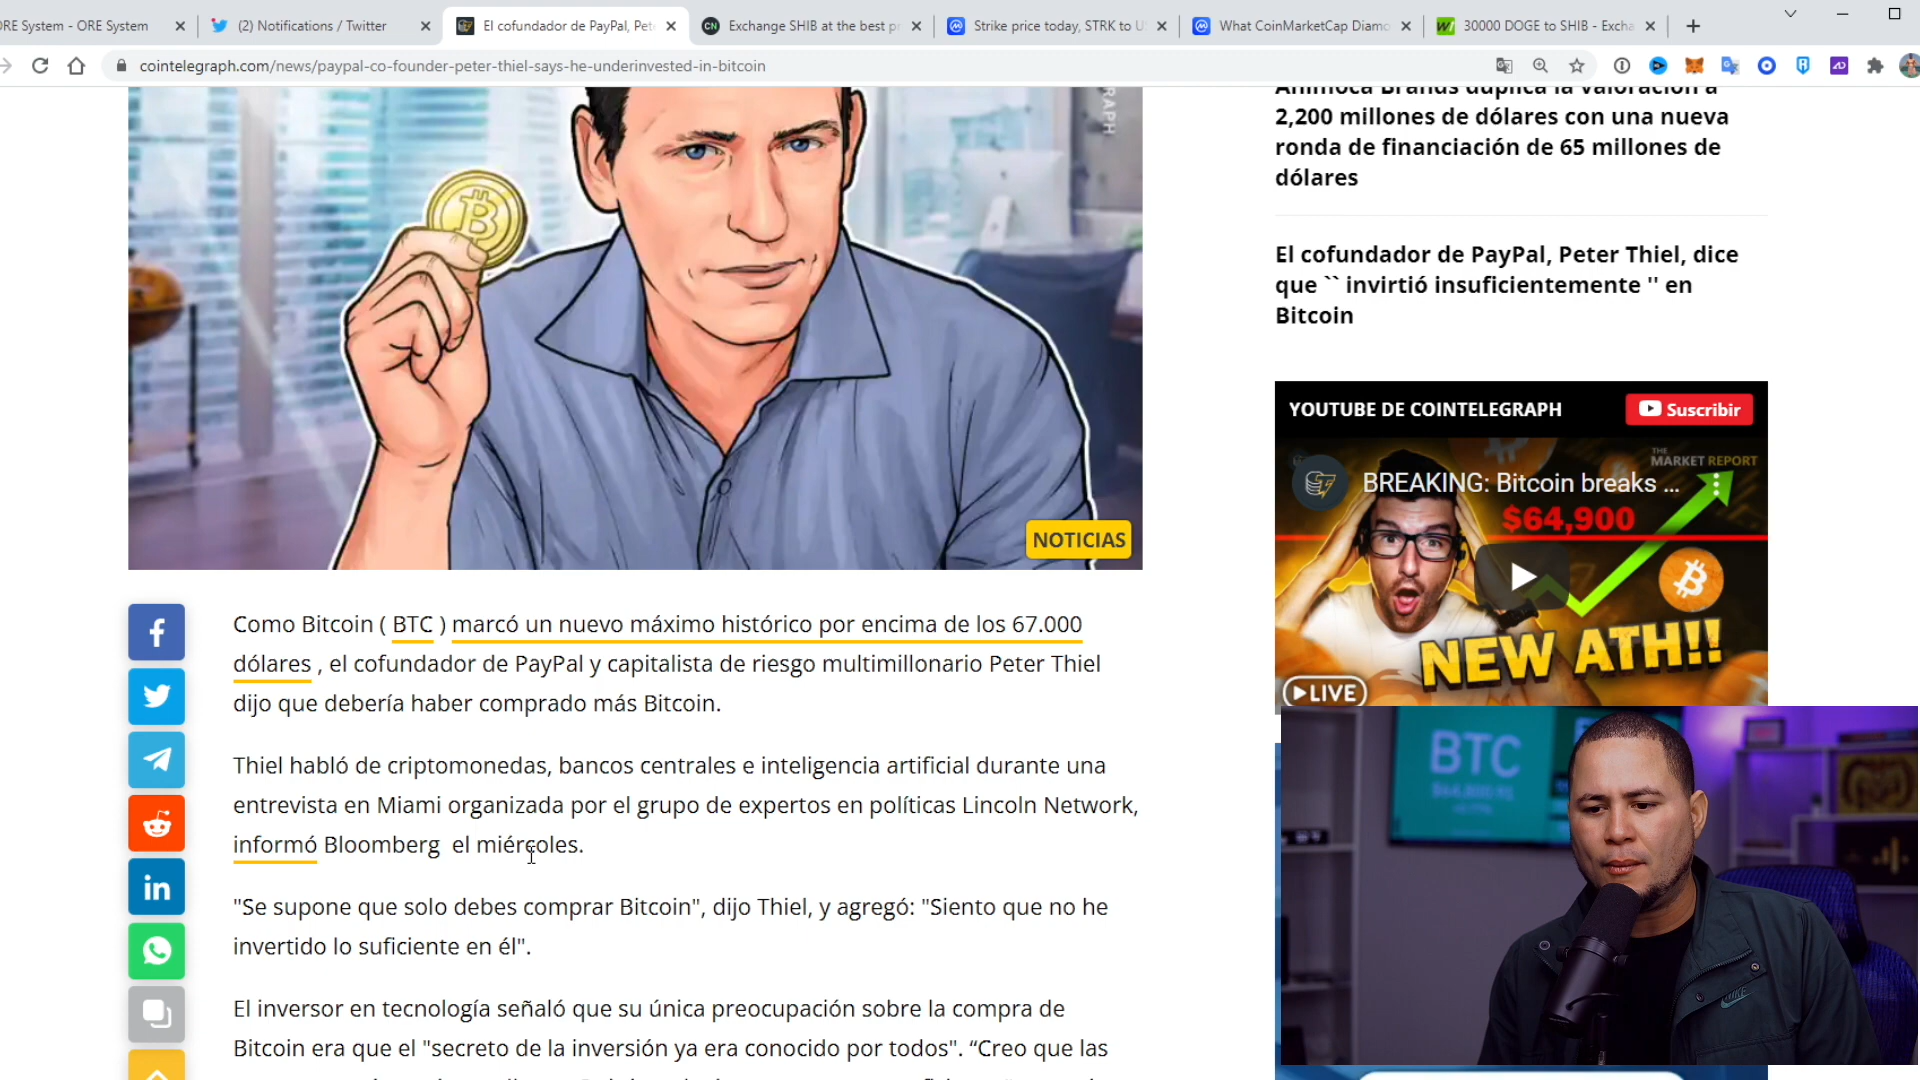 RE System - ORE System
(2) Notifications / Twitter
El cofundador de PayPal, Pete
Exchange SHIB at the best pr
Strike price today, STRK to U
What CoinMarketCap Diamo
30000 DOGE to SHIB - Excha
cointelegraph.com/news/paypal-co-founder-peter-thiel-says-he-underinvested-in-bitcoin
Animoca Brands duplica la valoración a
2,200 millones de dólares con una nueva
ronda de financiación de 65 millones de
dólares
El cofundador de PayPal, Peter Thiel, dice
que `` invirtió insuficientemente '' en
Bitcoin
YOUTUBE DE COINTELEGRAPH
Suscribir
THE
MARKET REPORT
BREAKING: Bitcoin breaks ...
$64,900
NEW ATH!!
LIVE
NOTICIAS
Como Bitcoin ( BTC ) marcó un nuevo máximo histórico por encima de los 67.000
dólares , el cofundador de PayPal y capitalista de riesgo multimillonario Peter Thiel
dijo que debería haber comprado más Bitcoin.
Thiel habló de criptomonedas, bancos centrales e inteligencia artificial durante una
entrevista en Miami organizada por el grupo de expertos en políticas Lincoln Network,
informó Bloomberg el miércoles.
"Se supone que solo debes comprar Bitcoin", dijo Thiel, y agregó: "Siento que no he
invertido lo suficiente en él".
El inversor en tecnología señaló que su única preocupación sobre la compra de
Bitcoin era que el "secreto de la inversión ya era conocido por todos". “Creo que las
BTC